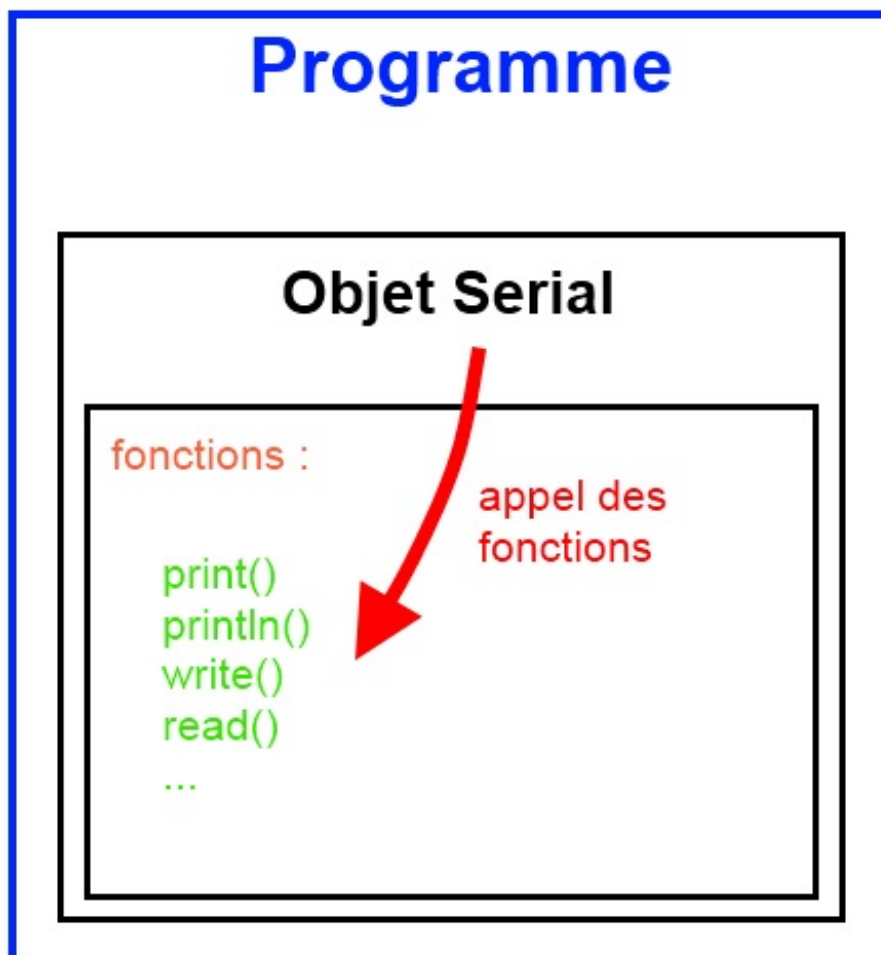 Programme
Objet Serial
fonctions :
appel des
fonctions
print()
println()
write()
read()
...